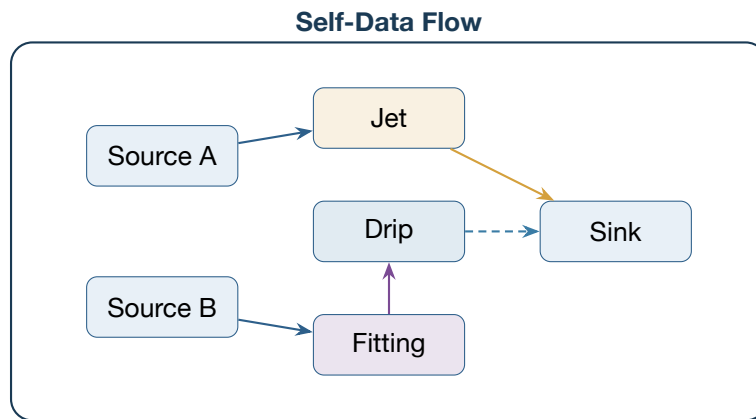 Self-Data Flow
Jet
Source A
Drip
Sink
Source B
Fitting